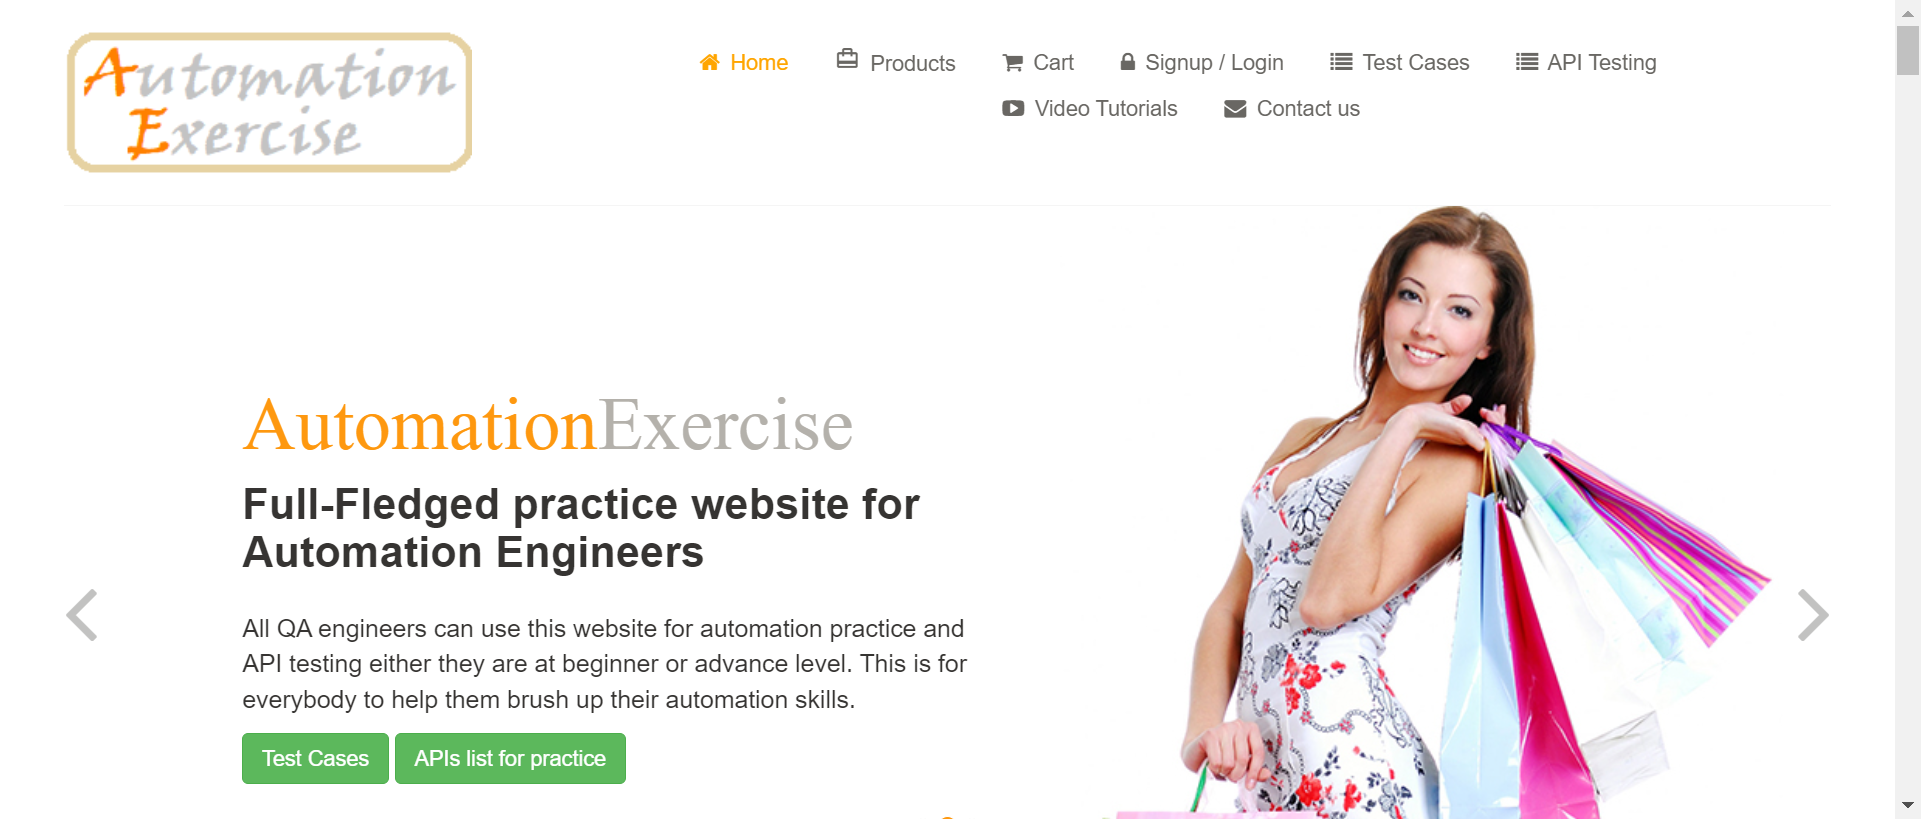 Automation
Exercise
Home Products Cart Signup / Login Test Cases API Testing
Video Tutorials Contact us
AutomationExercise
Full-Fledged practice website for
Automation Engineers
All QA engineers can use this website for automation practice and
API testing either they are at beginner or advance level. This is for
everybody to help them brush up their automation skills.
Test Cases APIs list for practice